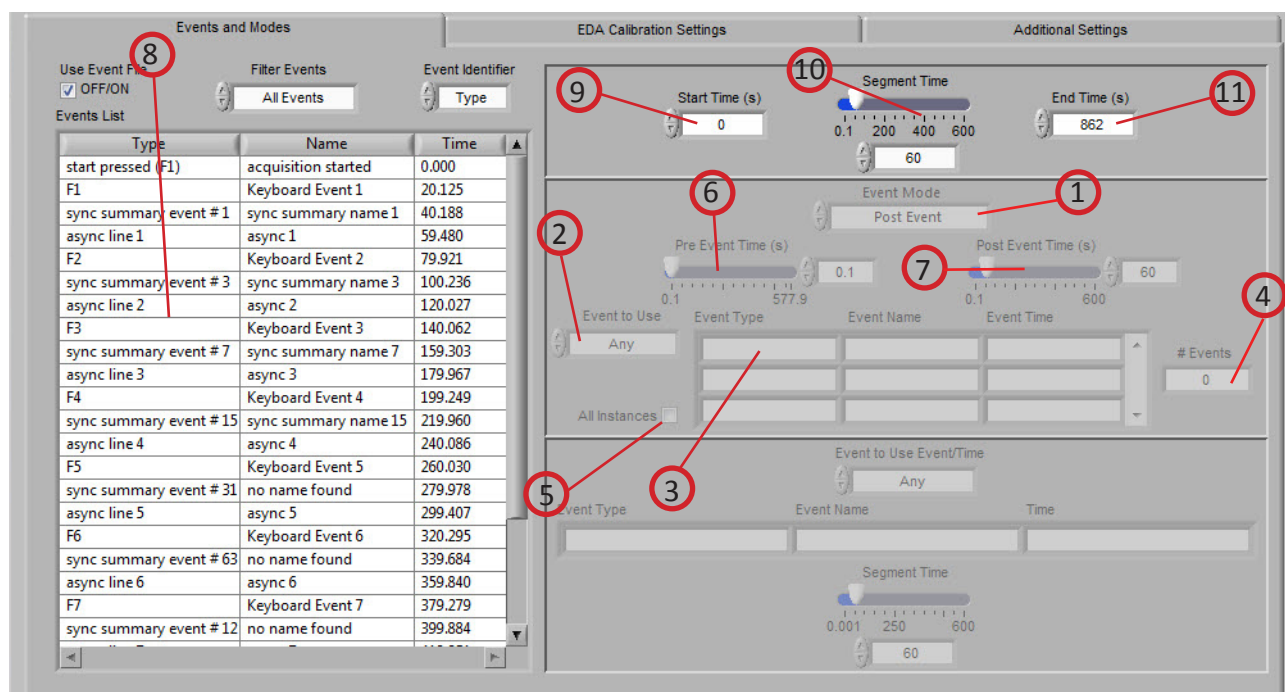 Events and Modes
EDA Calibration Settings
Additional Settings
8
Use Event File
OFF/ON
Filter Events
All Events
Event Identifier
Type
Events List
Type Name Time
start pressed (F1) acquisition started 0.000
F1 Keyboard Event 1 20.125
sync summary event # 1 sync summary name 1 40.188
async line 1 async 1 59.480
F2 Keyboard Event 2 79.921
sync summary event # 3 sync summary name 3 100.236
async line 2 async 2 120.027
F3 Keyboard Event 3 140.062
sync summary event # 7 sync summary name 7 159.303
async line 3 async 3 179.967
F4 Keyboard Event 4 199.249
sync summary event # 15 sync summary name 15 219.960
async line 4 async 4 240.086
F5 Keyboard Event 5 260.030
sync summary event # 31 no name found 279.978
async line 5 async 5 299.407
F6 Keyboard Event 6 320.295
sync summary event # 63 no name found 339.684
async line 6 async 6 359.840
F7 Keyboard Event 7 379.279
sync summary event # 12 no name found 399.884
9
Start Time (s)
0
10
Segment Time
0.1 200 400 600
60
11
End Time (s)
862
Event Mode
Post Event
1
6
Pre Event Time (s)
0.1
0.1 577.9
7
Post Event Time (s)
60
0.1 600
2
Event to Use
Any
Event Type Event Name Event Time
4
# Events
0
All Instances
5
3
Event to Use Event/Time
Any
Event Type Event Name Time
Segment Time
0.001 250 600
60